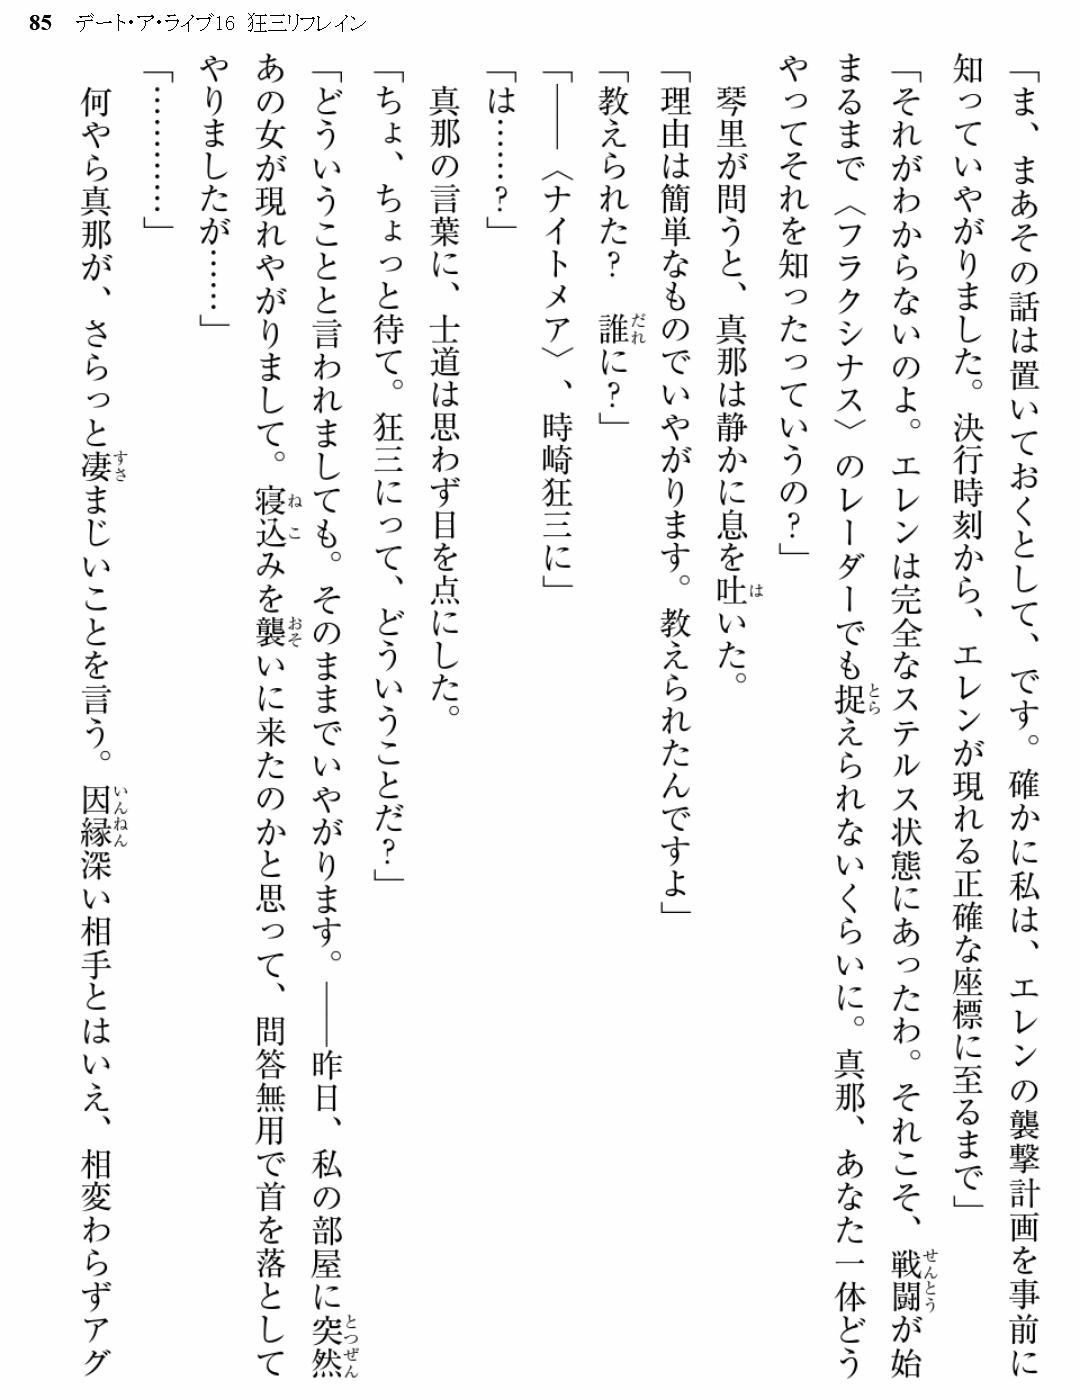 85 デート・ア・ライブ16 狂三リフレイン
「ま、まあその話は置いておくとして、です。確かに私は、エレンの襲撃計画を事前に
知っていやがりました。決行時刻から、エレンが現れる正確な座標に至るまで」
「それがわからないのよ。エレンは完全なステルス状態にあったわ。それこそ、戦闘が始
まるまで〈フラクシナス〉のレーダーでも捉えられないくらいに。真那、あなた一体どう
やってそれを知ったっていうの？」
琴里が問うと、真那は静かに息を吐いた。
「理由は簡単なものでいやがります。教えられたんですよ」
「教えられた？　誰に？」
「――〈ナイトメア〉、時崎狂三に」
「は……？」
真那の言葉に、士道は思わず目を点にした。
「ちょ、ちょっと待て。狂三にって、どういうことだ？」
「どういうことと言われましても。そのままでいやがります。――昨日、私の部屋に突然
あの女が現れやがりまして。寝込みを襲いに来たのかと思って、問答無用で首を落として
やりましたが……」
「…………」
何やら真那が、さらっと凄まじいことを言う。因縁深い相手とはいえ、相変わらずアグ